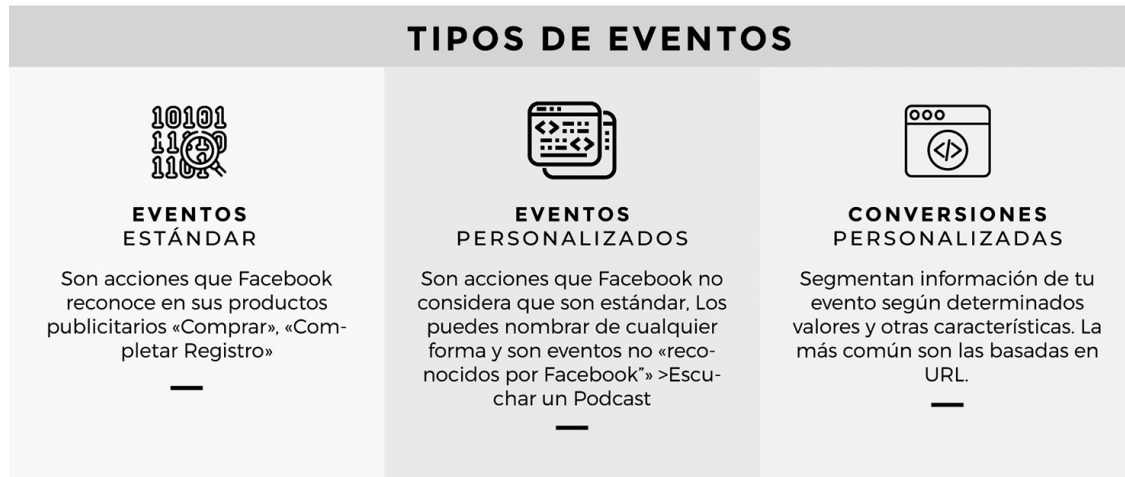 TIPOS DE EVENTOS
EVENTOS
ESTÁNDAR
Son acciones que Facebook
reconoce en sus productos
publicitarios «Comprar», «Com-
pletar Registro»
EVENTOS
PERSONALIZADOS
Son acciones que Facebook no
considera que son estándar, Los
puedes nombrar de cualquier
forma y son eventos no «reco-
nocidos por Facebook”» >Escu-
char un Podcast
CONVERSIONES
PERSONALIZADAS
Segmentan información de tu
evento según determinados
valores y otras características. La
más común son las basadas en
URL.